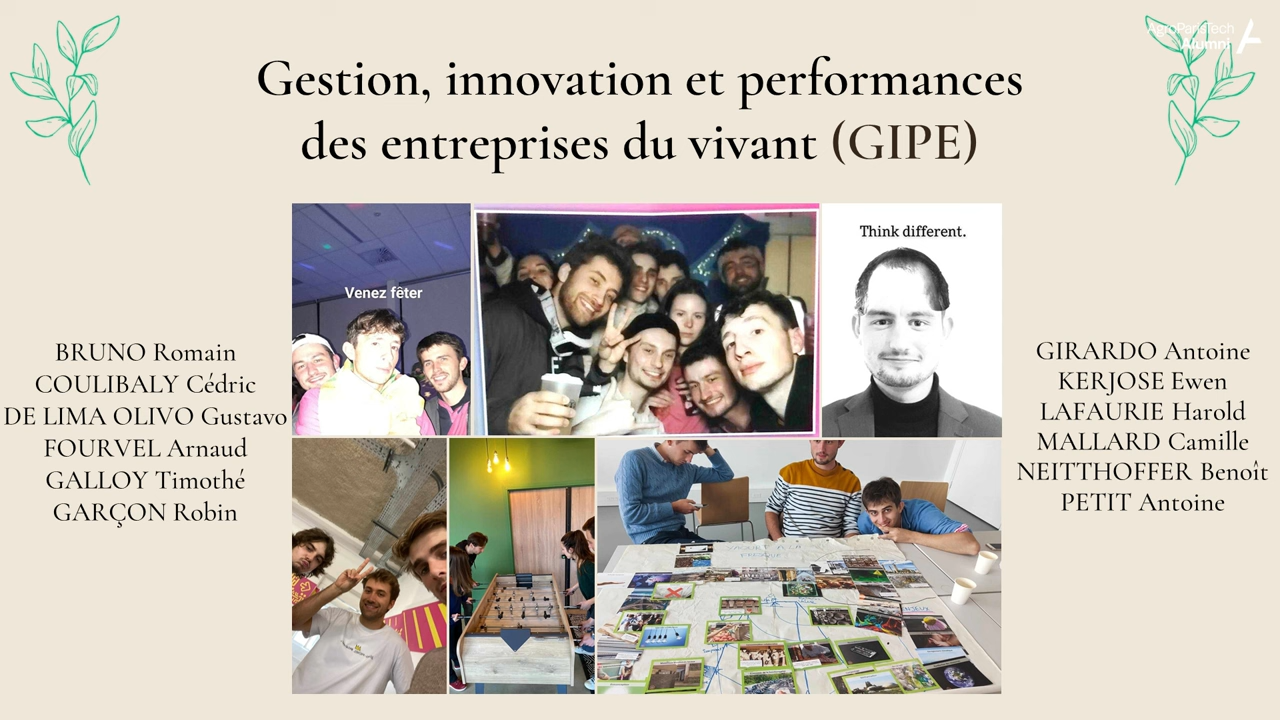 AgroParisTech
Alumni
Gestion, innovation et performances
des entreprises du vivant (GIPE)
Venez fêter
Think different.
BRUNO Romain
COULIBALY Cédric
DE LIMA OLIVO Gustavo
FOURVEL Arnaud
GALLOY Timothé
GARÇON Robin
GIRARDO Antoine
KERJOSE Ewen
LAFAURIE Harold
MALLARD Camille
NEITTHOFFER Benoît
PETIT Antoine